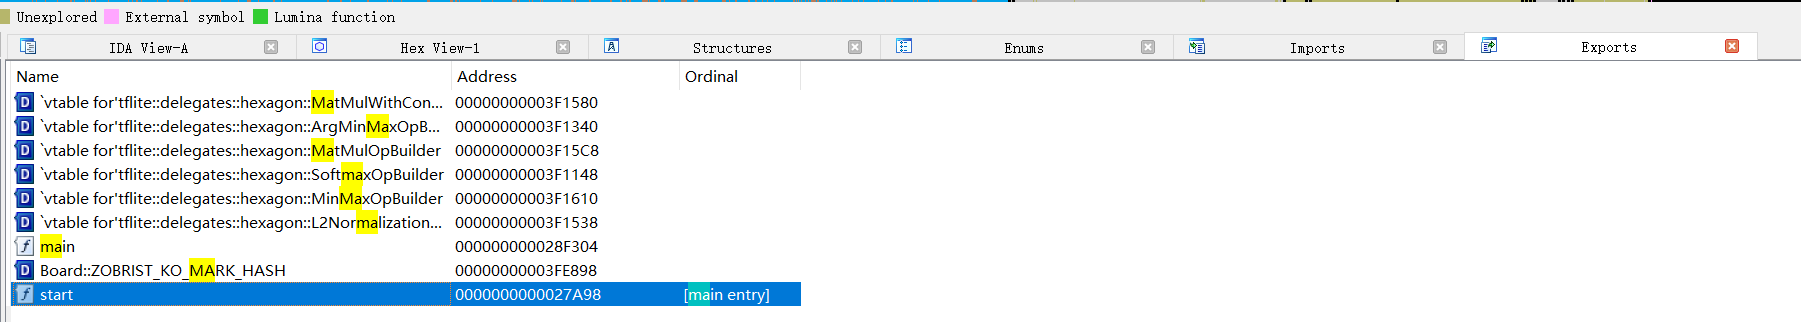 Unexplored External symbol Lumina function
IDA View-A Hex View-1 Structures Enums Imports Exports
Name Address Ordinal
`vtable for'tflite::delegates::hexagon::MatMulWithCon... 00000000003F1580
`vtable for'tflite::delegates::hexagon::ArgMinMaxOpB... 00000000003F1340
`vtable for'tflite::delegates::hexagon::MatMulOpBuilder 00000000003F15C8
`vtable for'tflite::delegates::hexagon::SoftmaxOpBuilder 00000000003F1148
`vtable for'tflite::delegates::hexagon::MinMaxOpBuilder 00000000003F1610
`vtable for'tflite::delegates::hexagon::L2Normalization... 00000000003F1538
main 000000000028F304
Board::ZOBRIST_KO_MARK_HASH 00000000003FE898
start 0000000000027A98 [main entry]